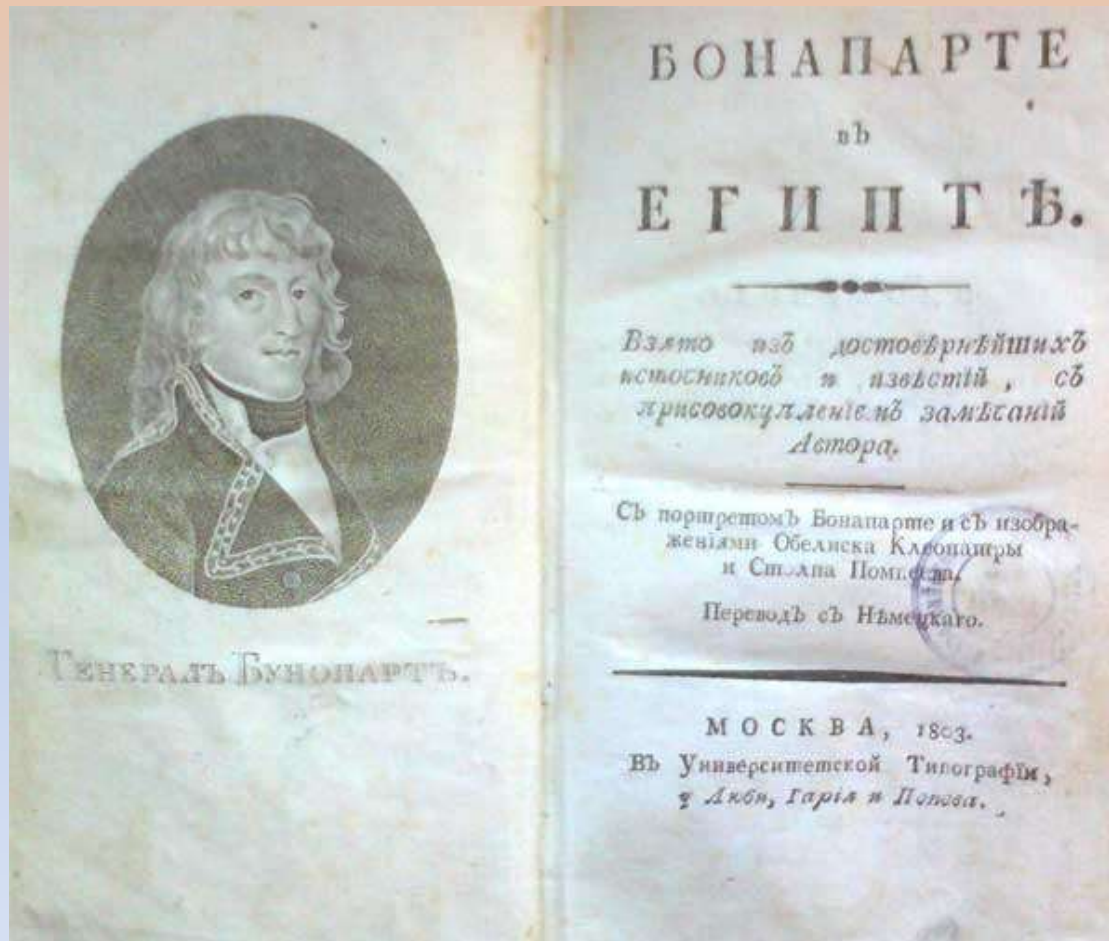 Генералъ Буонапартъ.
БОНАПАРТЕ
въ
ЕГИПТѢ.
Взято изъ достовѣрнѣйшихъ
источниковъ и извѣстій, съ
присовокупленіемъ замѣчаній
Автора.
Съ портретомъ Бонапарте и съ изобра-
женіями Обелиска Клеопатры
и Столпа Помпеева.
Переводъ съ Нѣмецкаго.
МОСКВА, 1803.
Въ Университетской Типографіи,
у Люби, Гарія и Попова.